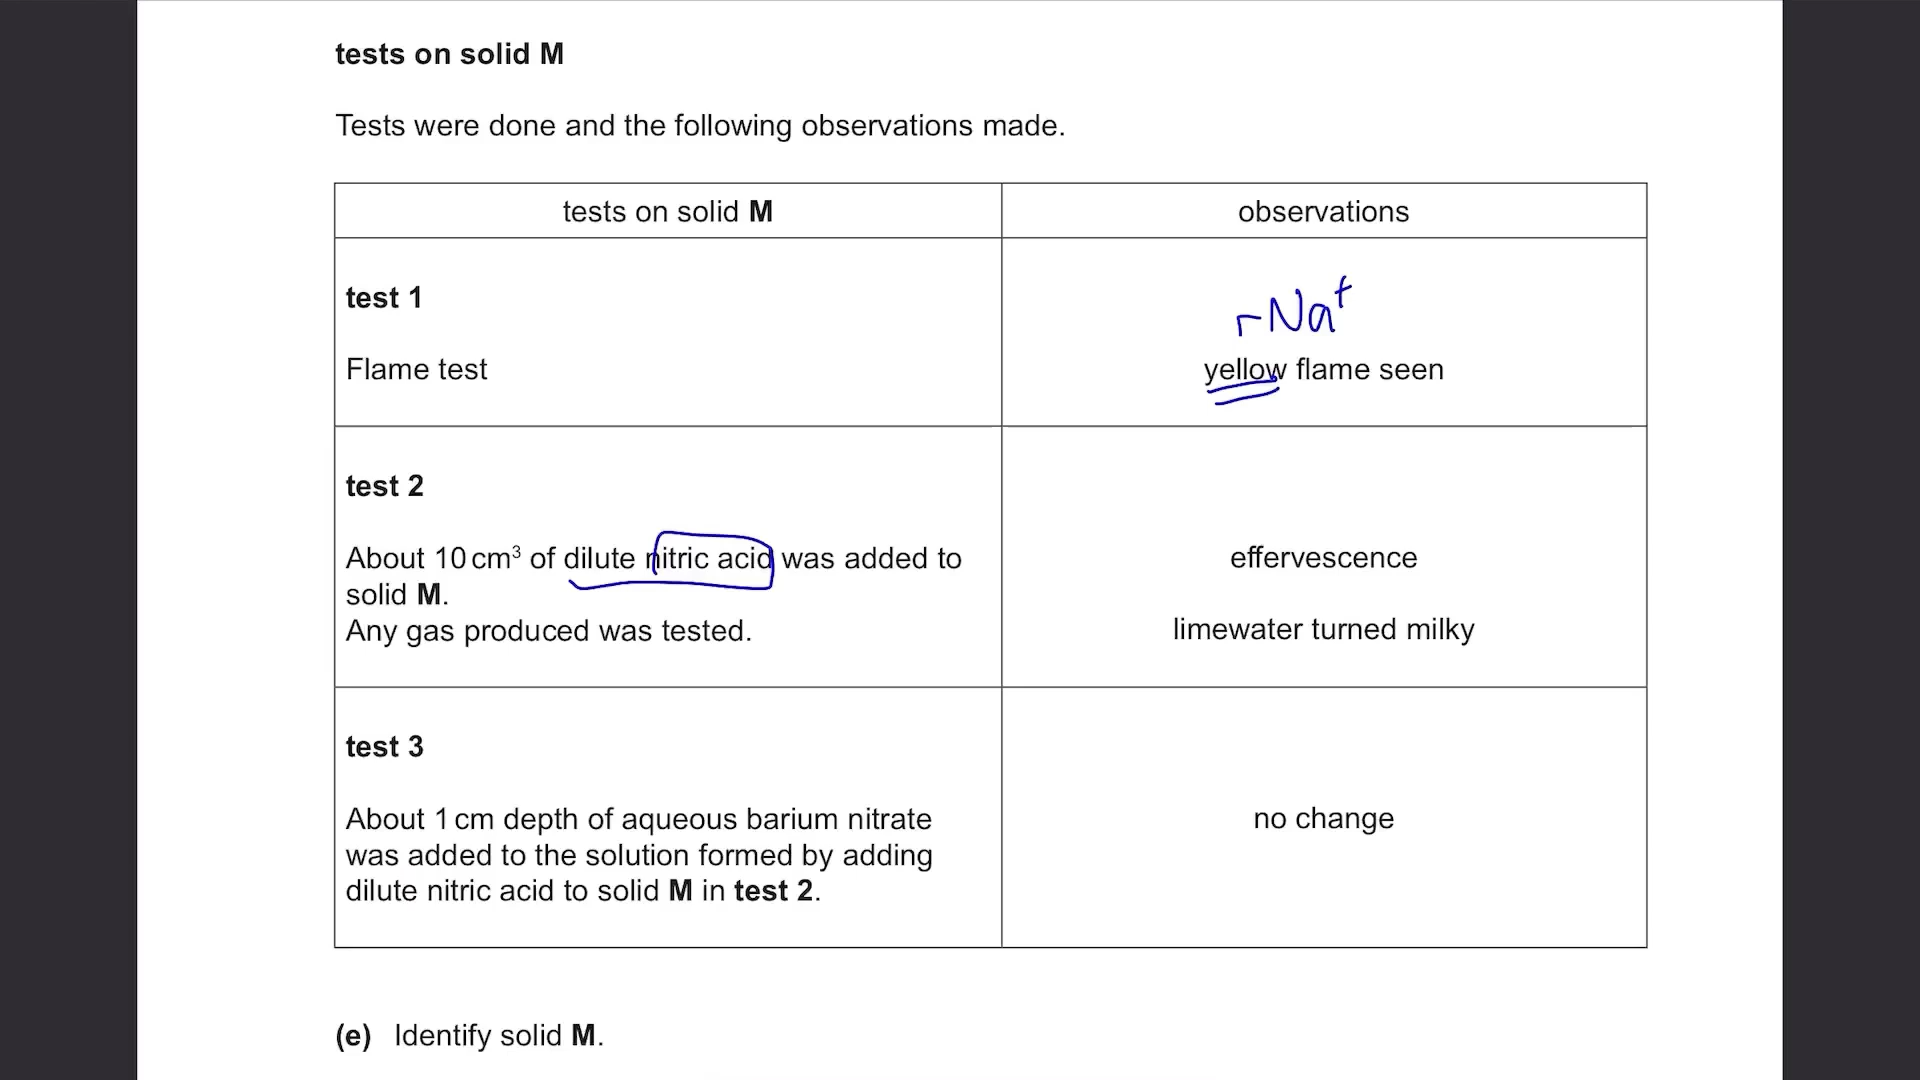 tests on solid M
Tests were done and the following observations made.
tests on solid M
observations
test 1
Flame test
Na⁺
yellow flame seen
test 2
About 10 cm³ of dilute nitric acid was added to
solid M.
Any gas produced was tested.
effervescence
limewater turned milky
test 3
About 1 cm depth of aqueous barium nitrate
was added to the solution formed by adding
dilute nitric acid to solid M in test 2.
no change
(e) Identify solid M.